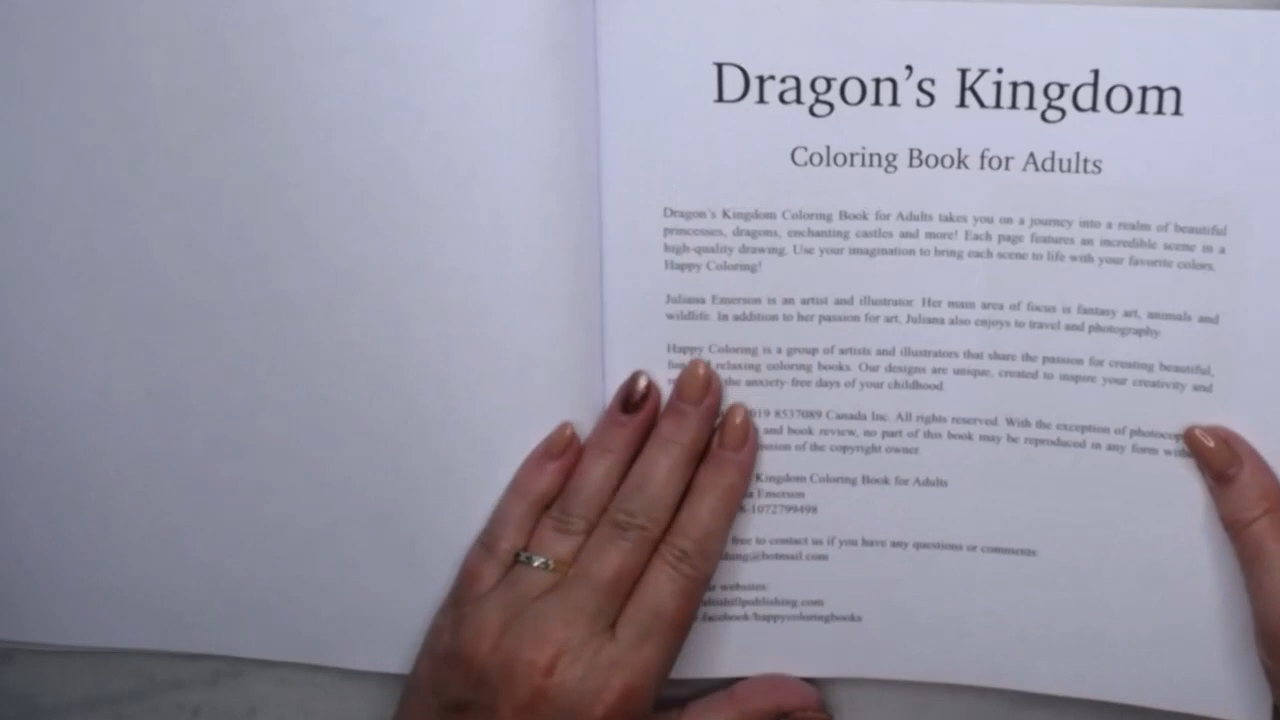 Dragon's Kingdom
Coloring Book for Adults
Dragon's Kingdom Coloring Book for Adults takes you on a journey into a realm of beautiful
princesses, dragons, enchanting castles and more! Each page features an incredible scene in a
high-quality drawing. Use your imagination to bring each scene to life with your favorite colors.
Happy Coloring!
Juliana Emerson is an artist and illustrator. Her main area of focus is fantasy art, animals and
wildlife. In addition to her passion for art, Juliana also enjoys to travel and photography.
Happy Coloring is a group of artists and illustrators that share the passion for creating beautiful,
relaxing coloring books. Our designs are unique, created to inspire your creativity and
the anxiety-free days of your childhood.
019 8537089 Canada Inc. All rights reserved. With the exception of photocop
and book review, no part of this book may be reproduced in any form
of the copyright owner.
Kingdom Coloring Book for Adults
Emerson
-1072799498
free to contact us if you have any questions or comments:
@hotmail.com
websites:
facebook/happycoloringbooks